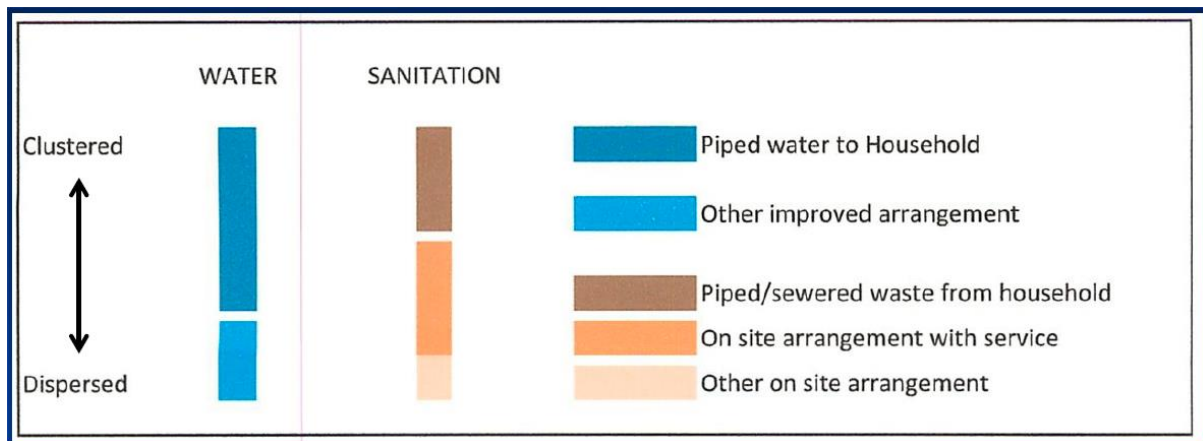 WATER SANITATION
Clustered
Dispersed
Piped water to Household
Other improved arrangement
Piped/sewered waste from household
On site arrangement with service
Other on site arrangement